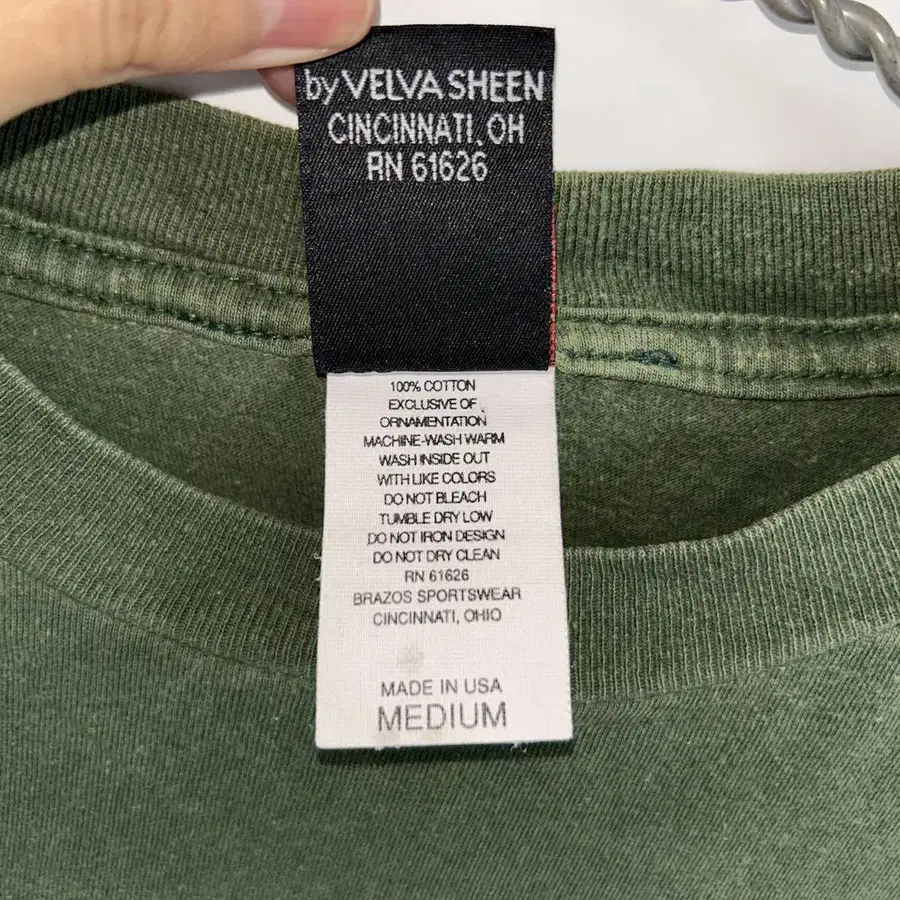 by VELVA SHEEN
CINCINNATI, OH
RN 61626
100% COTTON
EXCLUSIVE OF
ORNAMENTATION
MACHINE-WASH WARM
WASH INSIDE OUT
WITH LIKE COLORS
DO NOT BLEACH
TUMBLE DRY LOW
DO NOT IRON DESIGN
DO NOT DRY CLEAN
RN 61626
BRAZOS SPORTSWEAR
CINCINNATI, OHIO
MADE IN USA
MEDIUM